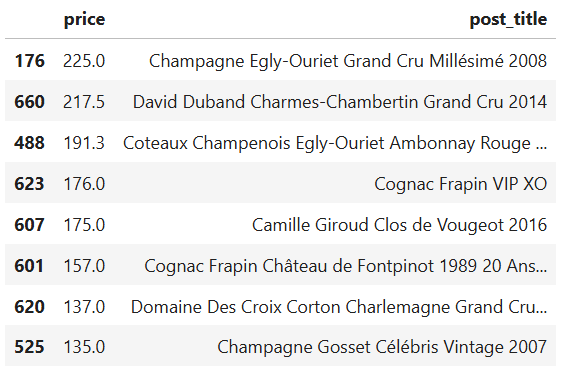 price post_title
176 225.0 Champagne Egly-Ouriet Grand Cru Millésimé 2008
660 217.5 David Duband Charmes-Chambertin Grand Cru 2014
488 191.3 Coteaux Champenois Egly-Ouriet Ambonnay Rouge ...
623 176.0 Cognac Frapin VIP XO
607 175.0 Camille Giroud Clos de Vougeot 2016
601 157.0 Cognac Frapin Château de Fontpinot 1989 20 Ans...
620 137.0 Domaine Des Croix Corton Charlemagne Grand Cru...
525 135.0 Champagne Gosset Célébris Vintage 2007